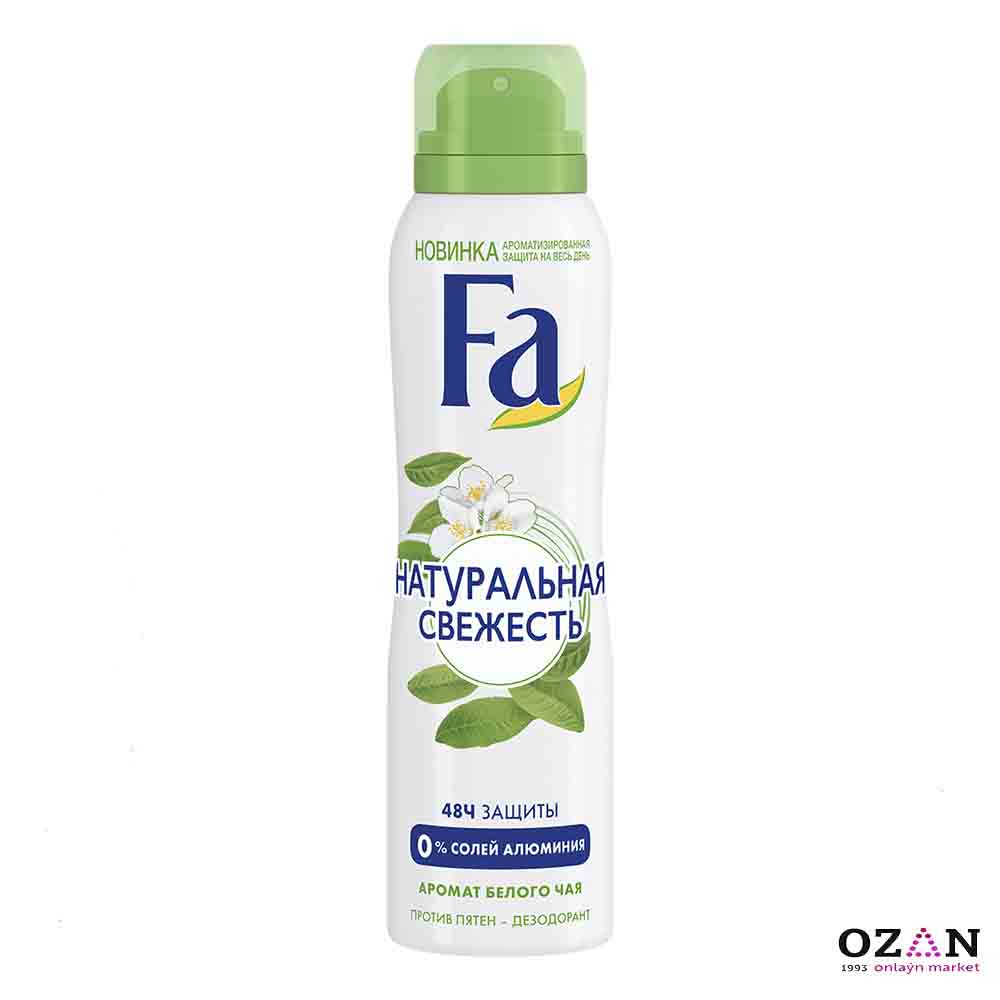 НОВИНКА АРОМАТИЗИРОВАННАЯ
ЗАЩИТА НА ВЕСЬ ДЕНЬ
Fa
НАТУРАЛЬНАЯ
СВЕЖЕСТЬ
48Ч ЗАЩИТЫ
0% СОЛЕЙ АЛЮМИНИЯ
АРОМАТ БЕЛОГО ЧАЯ
ПРОТИВ ПЯТЕН – ДЕЗОДОРАНТ
OZAN
1993 onlaýn market